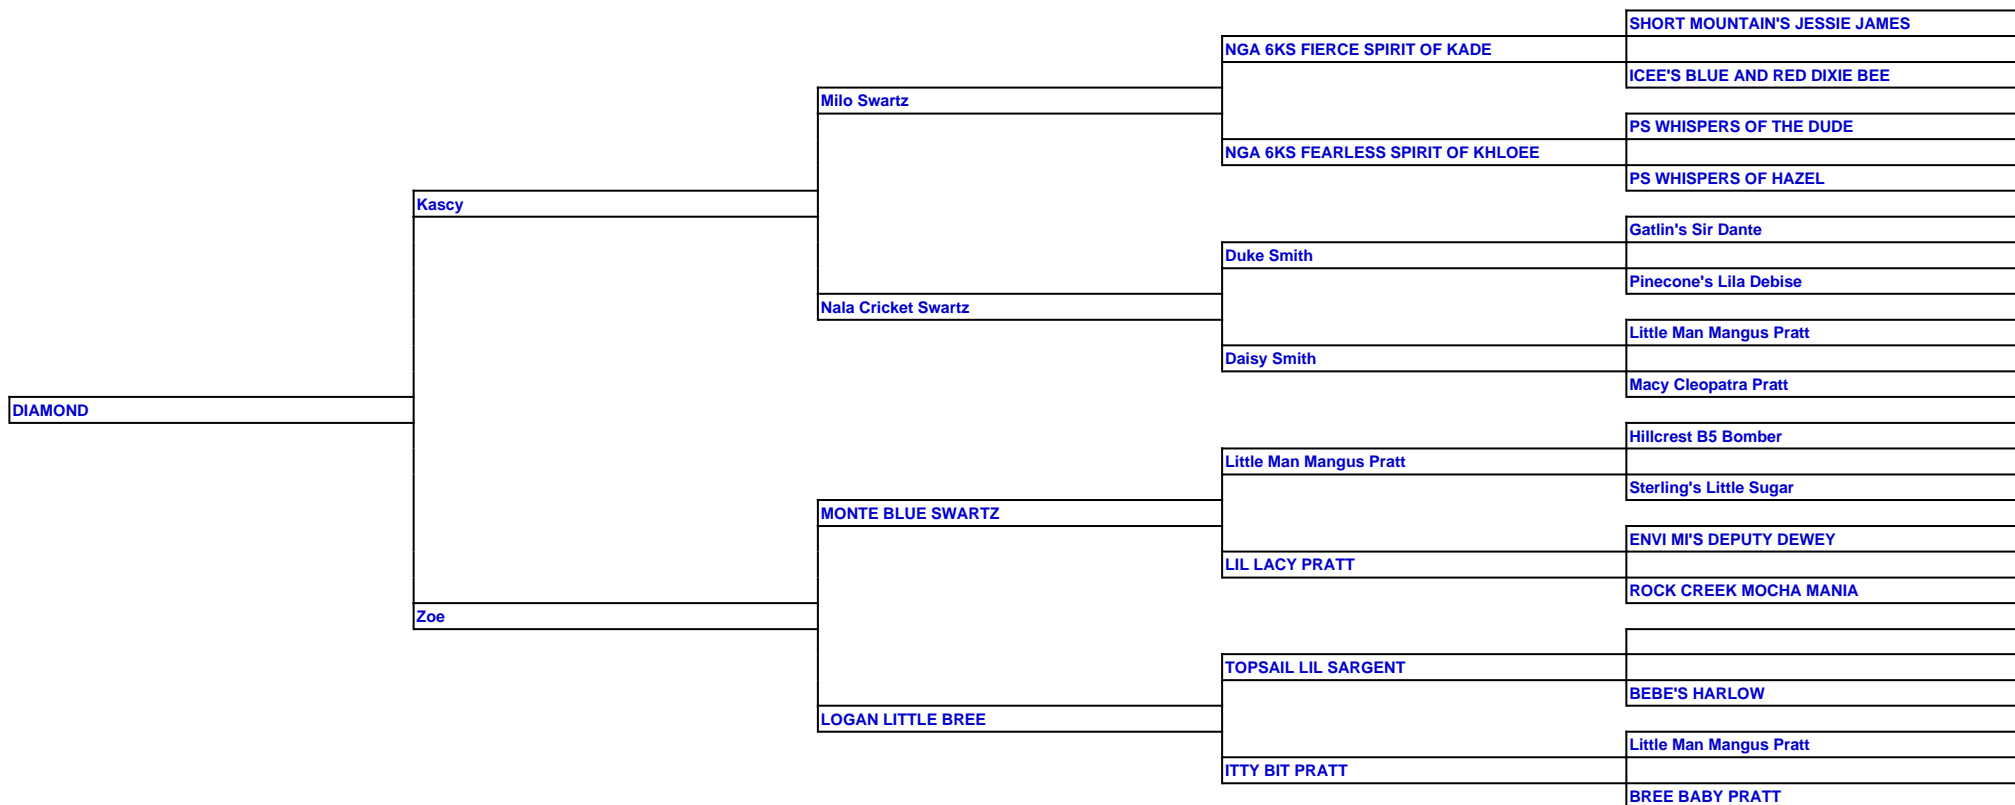 SHORT MOUNTAIN'S JESSIE JAMES
NGA 6KS FIERCE SPIRIT OF KADE
ICEE'S BLUE AND RED DIXIE BEE
Milo Swartz
PS WHISPERS OF THE DUDE
NGA 6KS FEARLESS SPIRIT OF KHLOEE
PS WHISPERS OF HAZEL
Kascy
Gatlin's Sir Dante
Duke Smith
Pinecone's Lila Debise
Nala Cricket Swartz
Little Man Mangus Pratt
Daisy Smith
Macy Cleopatra Pratt
DIAMOND
Hillcrest B5 Bomber
Little Man Mangus Pratt
Sterling's Little Sugar
MONTE BLUE SWARTZ
ENVI MI'S DEPUTY DEWEY
LIL LACY PRATT
ROCK CREEK MOCHA MANIA
Zoe
TOPSAIL LIL SARGENT
BEBE'S HARLOW
LOGAN LITTLE BREE
Little Man Mangus Pratt
ITTY BIT PRATT
BREE BABY PRATT